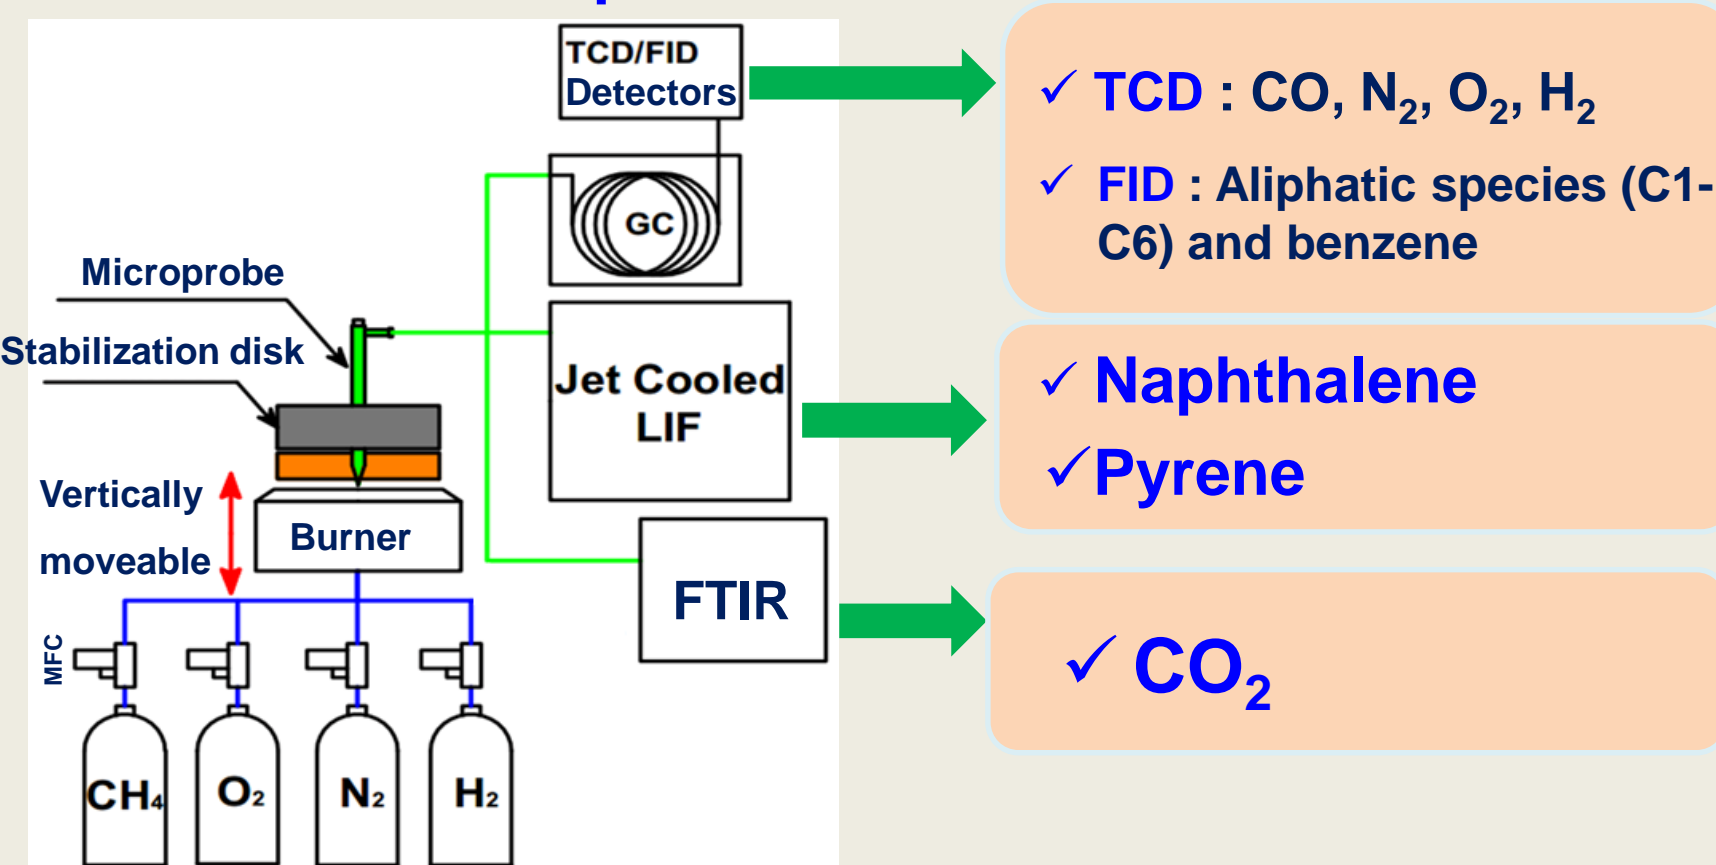 TCD/FID
Detectors
GC
Microprobe
Stabilization disk
Jet Cooled
LIF
Vertically
moveable
Burner
FTIR
MFC
CH₄
O₂
N₂
H₂
✓ TCD : CO, N₂, O₂, H₂
✓ FID : Aliphatic species (C1-
C6) and benzene
✓ Naphthalene
✓ Pyrene
✓ CO₂